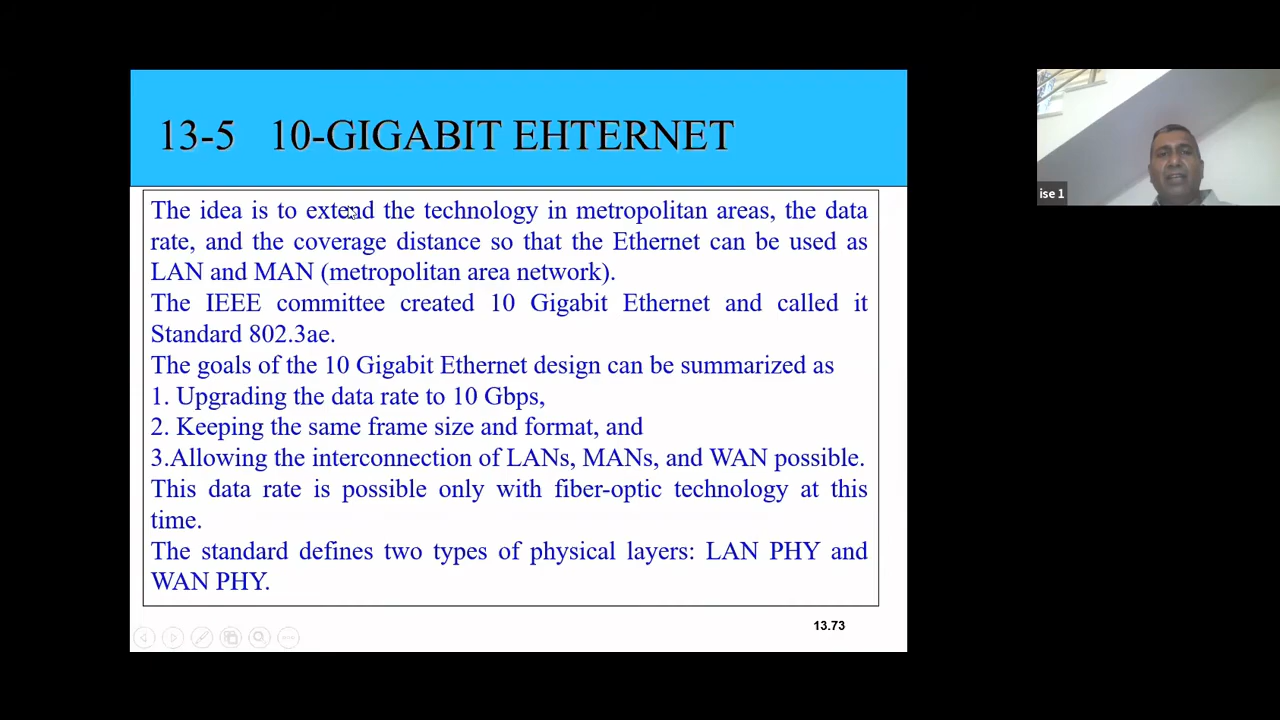 13-5 10-GIGABIT EHTERNET
The idea is to extend the technology in metropolitan areas, the data
rate, and the coverage distance so that the Ethernet can be used as
LAN and MAN (metropolitan area network).
The IEEE committee created 10 Gigabit Ethernet and called it
Standard 802.3ae.
The goals of the 10 Gigabit Ethernet design can be summarized as
1. Upgrading the data rate to 10 Gbps,
2. Keeping the same frame size and format, and
3.Allowing the interconnection of LANs, MANs, and WAN possible.
This data rate is possible only with fiber-optic technology at this
time.
The standard defines two types of physical layers: LAN PHY and
WAN PHY.
13.73
ise 1